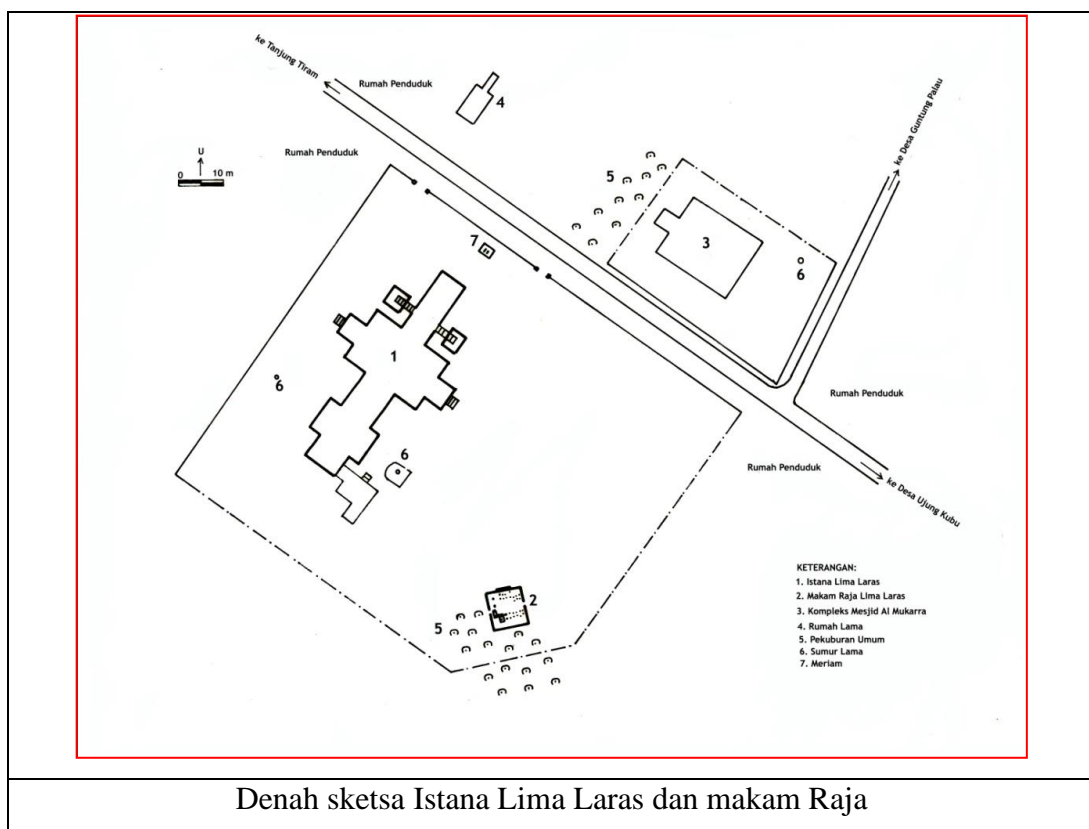 ke Tanjung Tiram
Rumah Penduduk
4
ke Desa Guntung Palau
U
0 10 m
Rumah Penduduk
5
3
6
7
1
6
6
Rumah Penduduk
Rumah Penduduk
ke Desa Ujung Kubu
2
5
KETERANGAN:
1. Istana Lima Laras
2. Makam Raja Lima Laras
3. Kompleks Mesjid Al Mukarra
4. Rumah Lama
5. Pekuburan Umum
6. Sumur Lama
7. Meriam
Denah sketsa Istana Lima Laras dan makam Raja